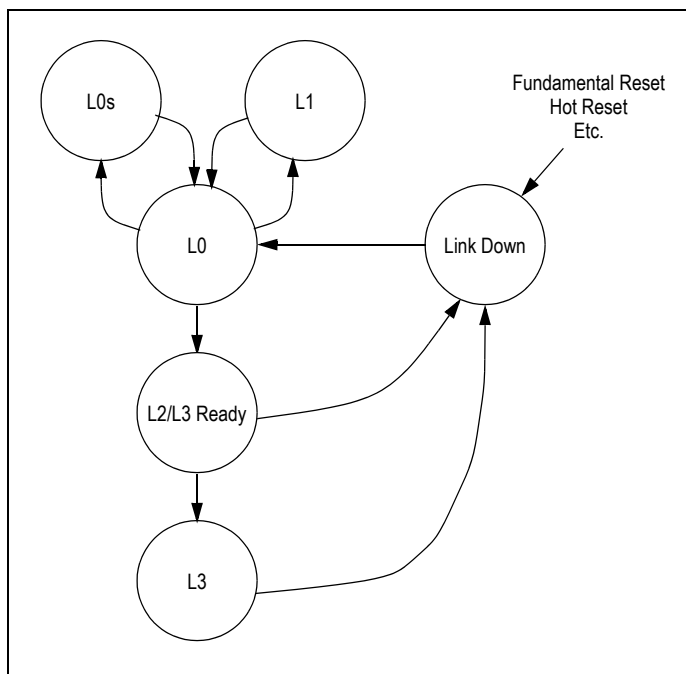 L0s
L1
Fundamental Reset
Hot Reset
Etc.
L0
Link Down
L2/L3 Ready
L3